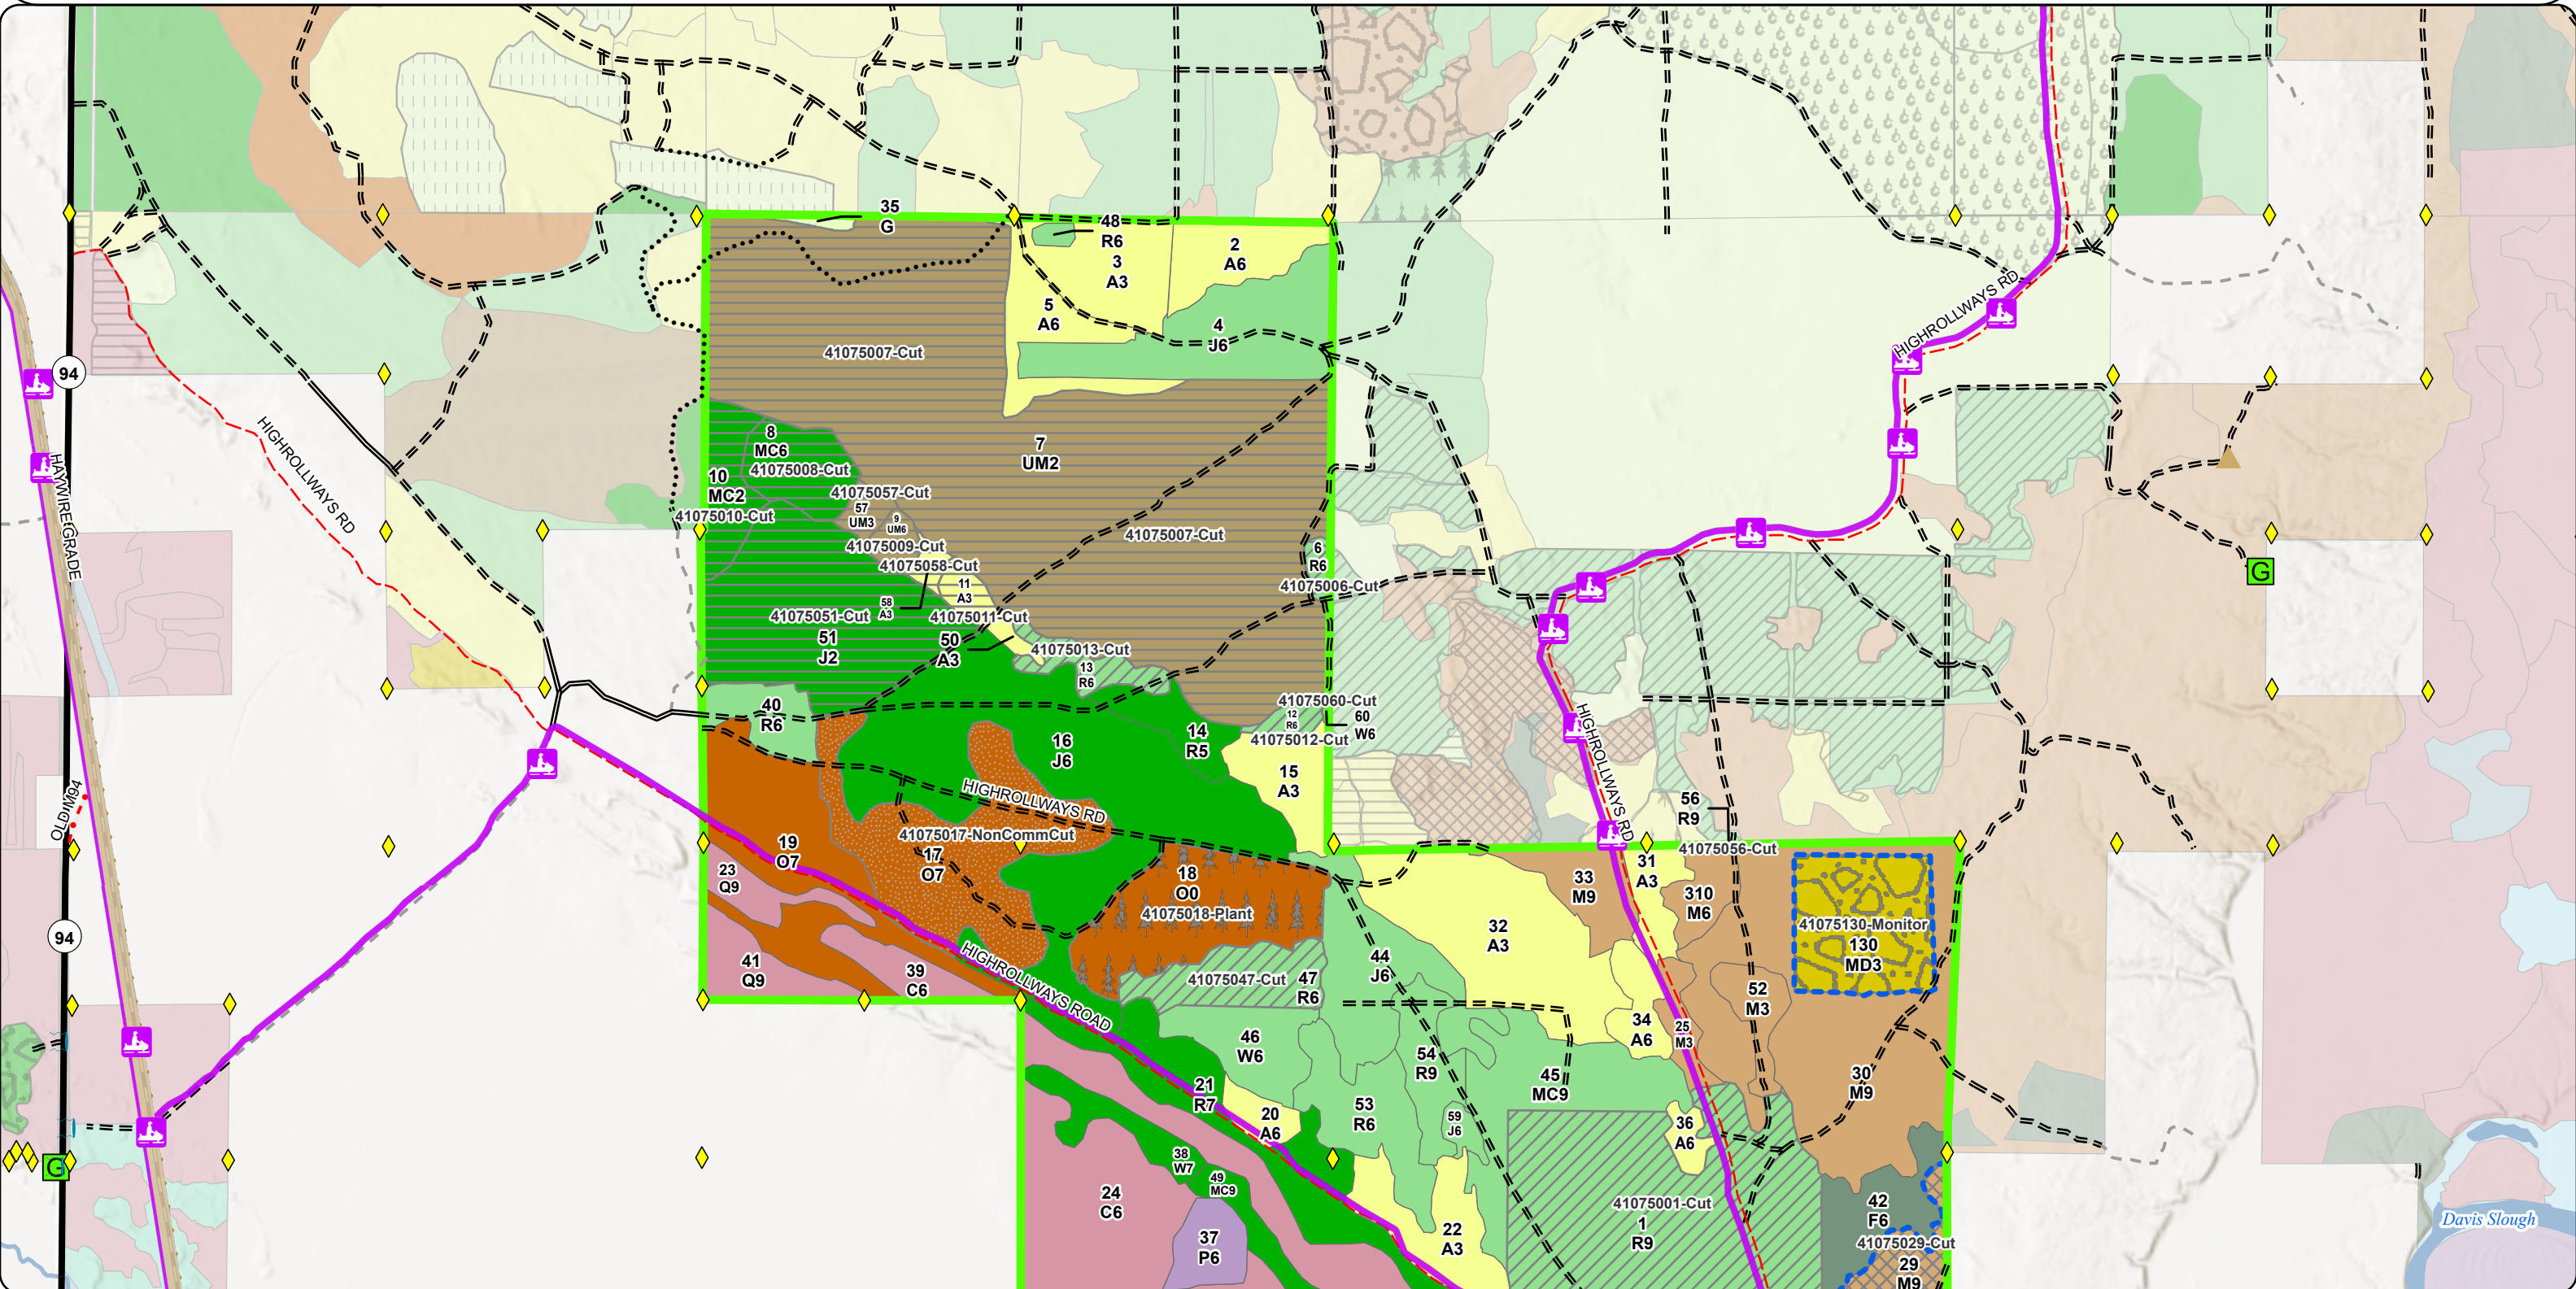 35
G
48
R6
3
A3
2
A6
5
A6
4
J6
HIGHROLLWAYS RD
41075007-Cut
94
8
MC6
7
UM2
41075008-Cut
10
MC2
41075010-Cut
HIGHROLLWAYS RD
HAYWIRE GRADE
41075057-Cut
57
UM3
9
UM6
41075007-Cut
41075009-Cut
41075058-Cut
6
R6
41075006-Cut
G
11
A3
58
A3
41075051-Cut
41075011-Cut
51
J2
50
A3
41075013-Cut
13
R6
40
R6
41075060-Cut
12
R6
60
W6
41075012-Cut
16
J6
14
R5
15
A3
HIGHROLLWAYS RD
HIGHROLLWAYS RD
OLD M94
41075017-NonCommCut
17
O7
19
O7
56
R9
41075056-Cut
23
Q9
18
O0
41075018-Plant
33
M9
31
A3
310
M6
32
A3
41075130-Monitor
130
MD3
94
41
Q9
39
C6
HIGHROLLWAYS ROAD
41075047-Cut
47
R6
44
J6
52
M3
34
A6
25
M3
46
W6
54
R9
45
MC9
30
M9
21
R7
20
A6
53
R6
59
J6
36
A6
G
38
W7
49
MC9
24
C6
37
P6
22
A3
41075001-Cut
1
R9
42
F6
41075029-Cut
29
M9
Davis Slough